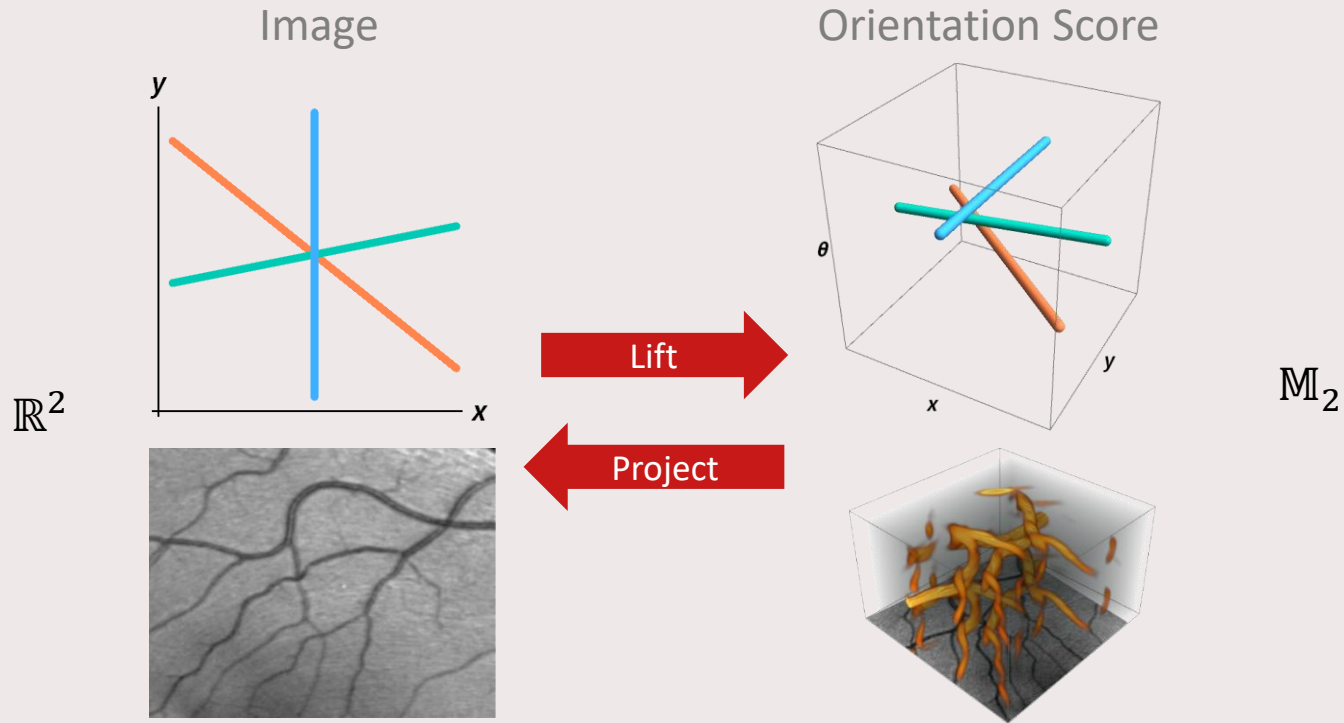 Image
Orientation Score
y
x
θ
y
x
Lift
Project
ℝ²
𝕄₂